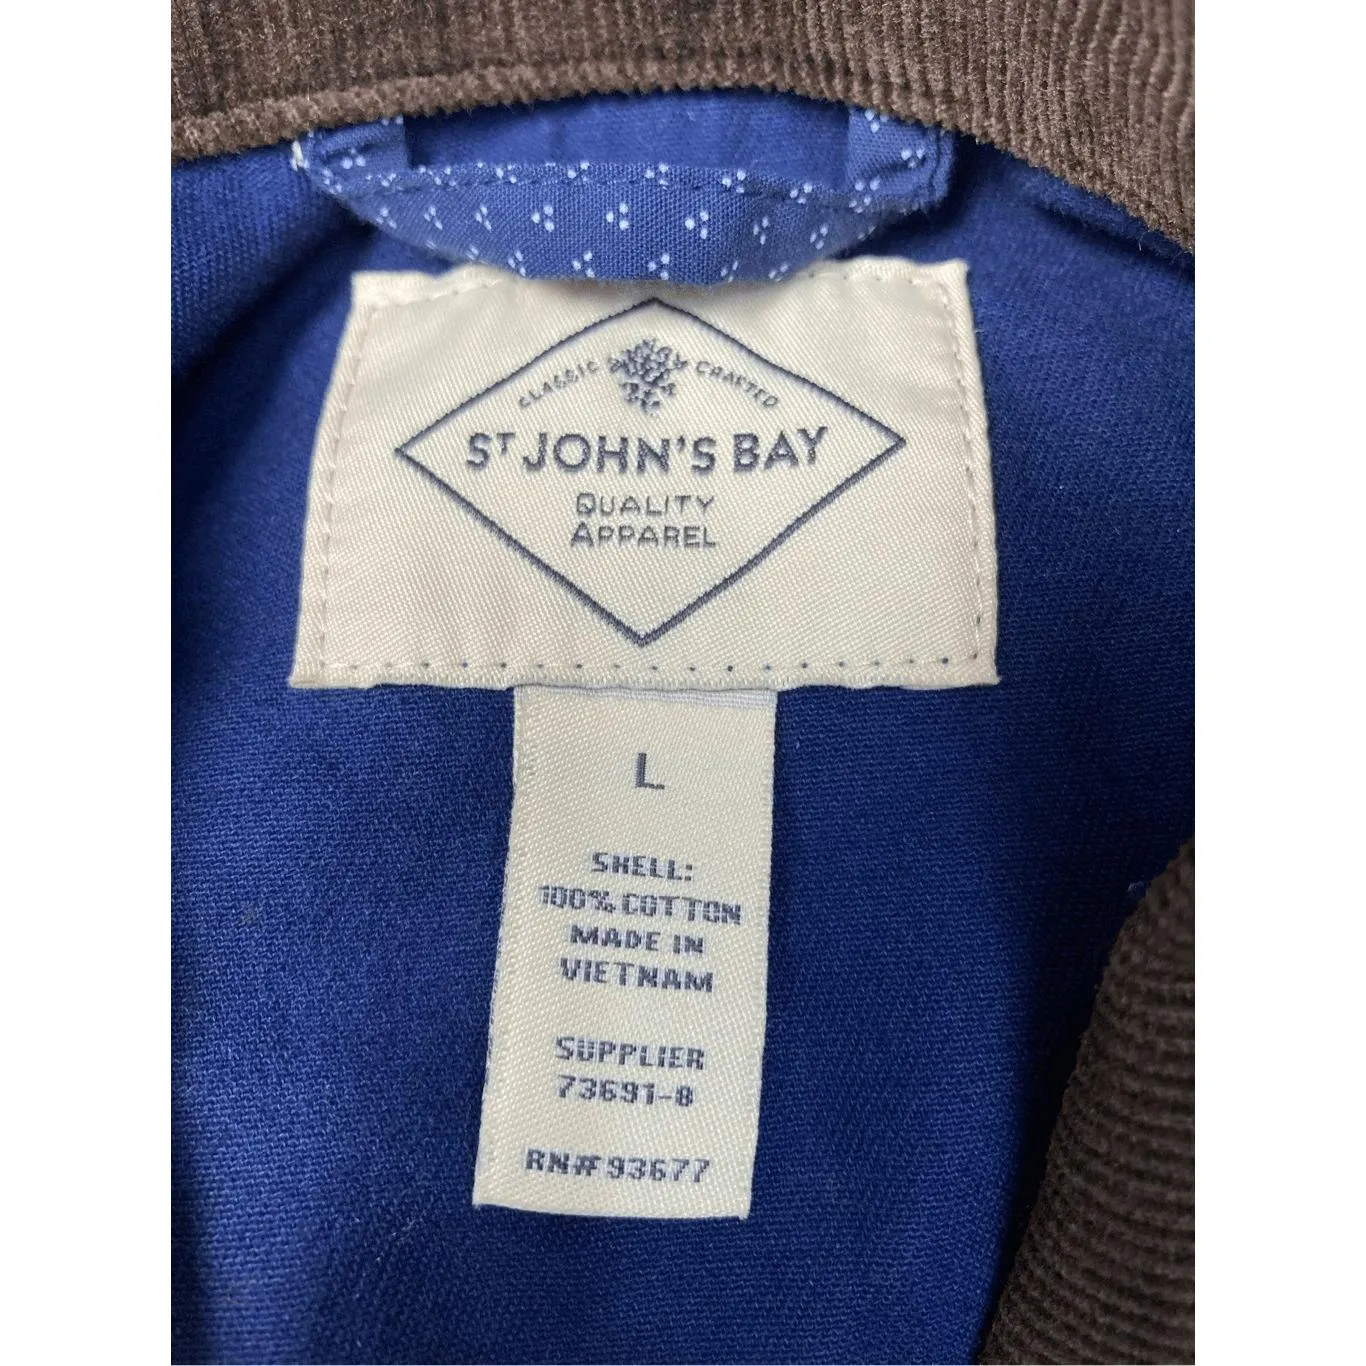 CLASSIC CRAFTED
ST JOHN'S BAY
QUALITY
APPAREL
L
SHELL:
100% COTTON
MADE IN
VIETNAM
SUPPLIER
73691-8
RN# 93677